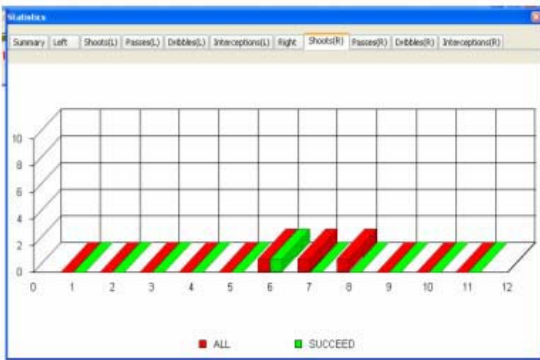 Statistics
Summary Left Shoots(L) Passes(L) Dribbles(L) Interceptions(L) Right Shoots(R) Passes(R) Dribbles(R) Interceptions(R)
10
8
6
4
2
0
0 1 2 3 4 5 6 7 8 9 10 11 12
ALL SUCCEED